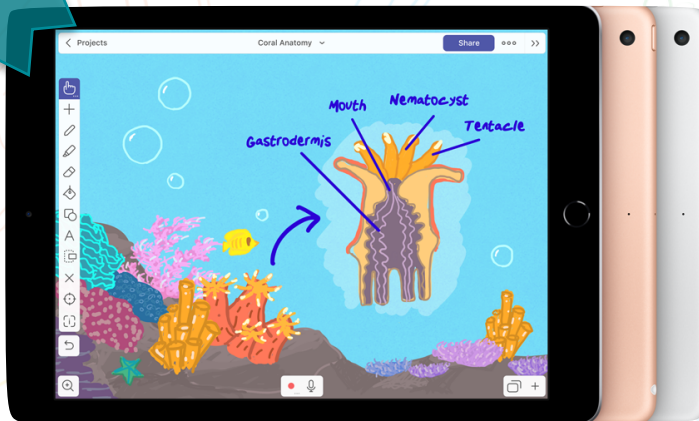 Projects
Coral Anatomy
Share
Mouth
Nematocyst
Tentacle
Gastrodermis
A